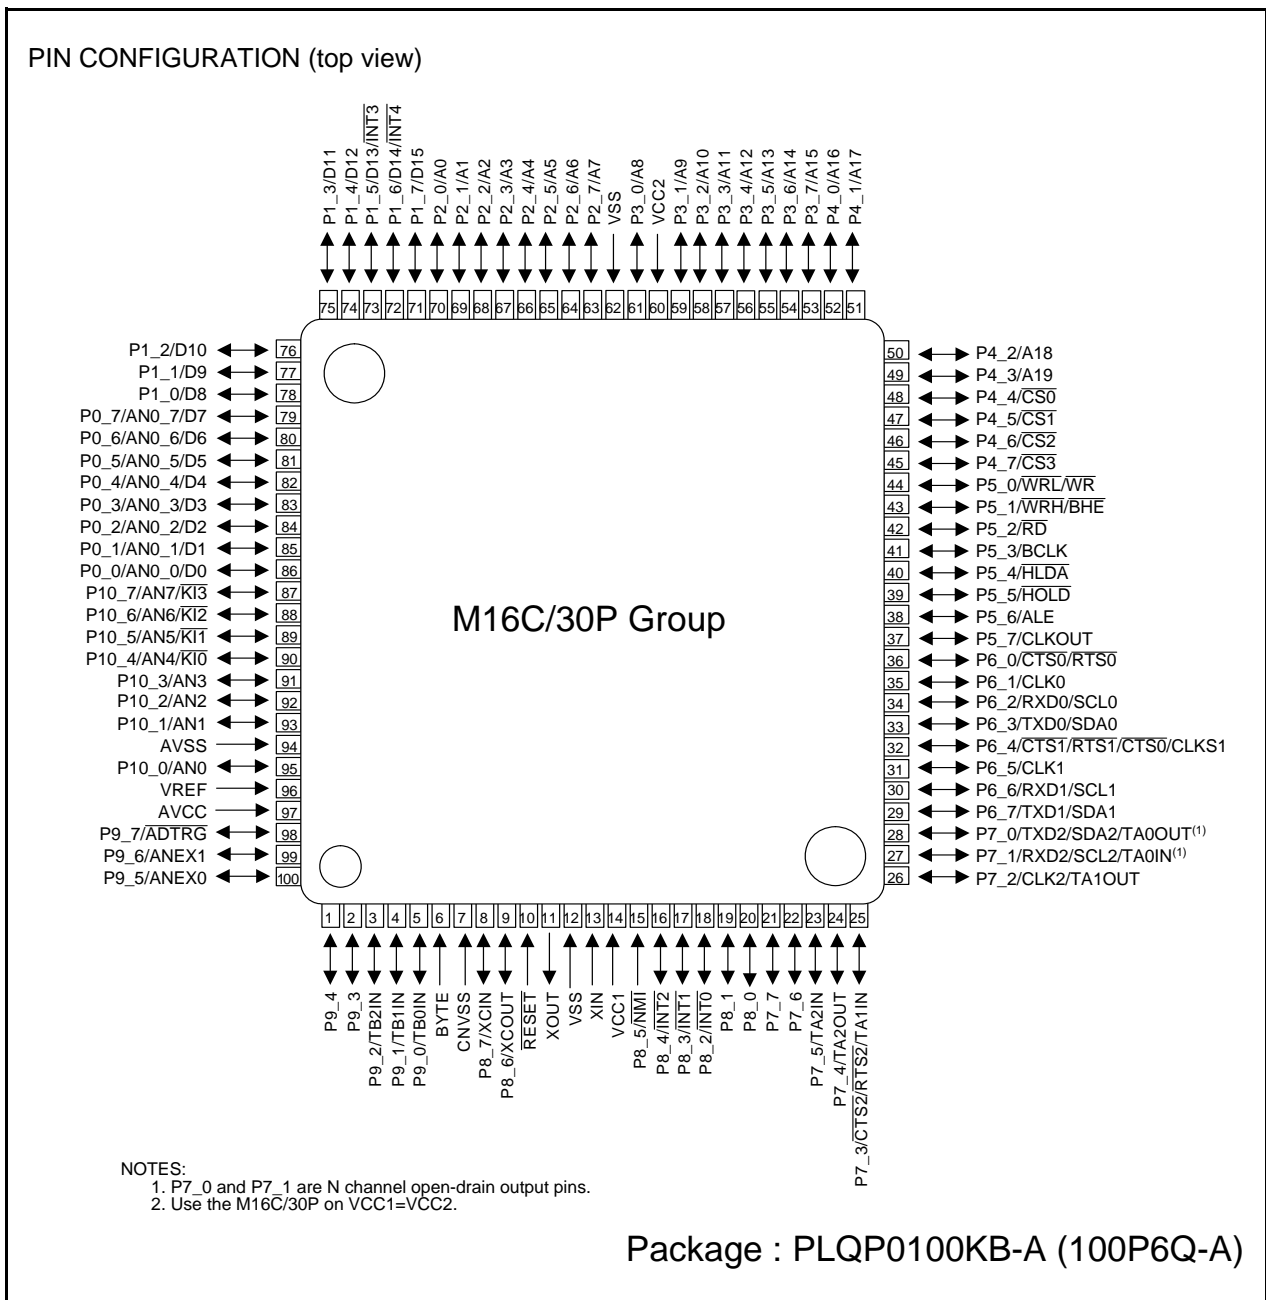 PIN CONFIGURATION (top view)
P1_3/D11
P1_4/D12
P1_5/D13/INT3
P1_6/D14/INT4
P1_7/D15
P2_0/A0
P2_1/A1
P2_2/A2
P2_3/A3
P2_4/A4
P2_5/A5
P2_6/A6
P2_7/A7
VSS
P3_0/A8
VCC2
P3_1/A9
P3_2/A10
P3_3/A11
P3_4/A12
P3_5/A13
P3_6/A14
P3_7/A15
P4_0/A16
P4_1/A17
75 74 73 72 71 70 69 68 67 66 65 64 63 62 61 60 59 58 57 56 55 54 53 52 51
P1_2/D10 76
P1_1/D9 77
P1_0/D8 78
P0_7/AN0_7/D7 79
P0_6/AN0_6/D6 80
P0_5/AN0_5/D5 81
P0_4/AN0_4/D4 82
P0_3/AN0_3/D3 83
P0_2/AN0_2/D2 84
P0_1/AN0_1/D1 85
P0_0/AN0_0/D0 86
P10_7/AN7/KI3 87
P10_6/AN6/KI2 88
P10_5/AN5/KI1 89
P10_4/AN4/KI0 90
P10_3/AN3 91
P10_2/AN2 92
P10_1/AN1 93
AVSS 94
P10_0/AN0 95
VREF 96
AVCC 97
P9_7/ADTRG 98
P9_6/ANEX1 99
P9_5/ANEX0 100
M16C/30P Group
50 P4_2/A18
49 P4_3/A19
48 P4_4/CS0
47 P4_5/CS1
46 P4_6/CS2
45 P4_7/CS3
44 P5_0/WRL/WR
43 P5_1/WRH/BHE
42 P5_2/RD
41 P5_3/BCLK
40 P5_4/HLDA
39 P5_5/HOLD
38 P5_6/ALE
37 P5_7/CLKOUT
36 P6_0/CTS0/RTS0
35 P6_1/CLK0
34 P6_2/RXD0/SCL0
33 P6_3/TXD0/SDA0
32 P6_4/CTS1/RTS1/CTS0/CLKS1
31 P6_5/CLK1
30 P6_6/RXD1/SCL1
29 P6_7/TXD1/SDA1
28 P7_0/TXD2/SDA2/TA0OUT(1)
27 P7_1/RXD2/SCL2/TA0IN(1)
26 P7_2/CLK2/TA1OUT
1 2 3 4 5 6 7 8 9 10 11 12 13 14 15 16 17 18 19 20 21 22 23 24 25
P9_4
P9_3
P9_2/TB2IN
P9_1/TB1IN
P9_0/TB0IN
BYTE
CNVSS
P8_7/XCIN
P8_6/XCOUT
RESET
XOUT
VSS
XIN
VCC1
P8_5/NMI
P8_4/INT2
P8_3/INT1
P8_2/INT0
P8_1
P8_0
P7_7
P7_6
P7_5/TA2IN
P7_4/TA2OUT
P7_3/CTS2/RTS2/TA1IN
NOTES:
1. P7_0 and P7_1 are N channel open-drain output pins.
2. Use the M16C/30P on VCC1=VCC2.
Package : PLQP0100KB-A (100P6Q-A)